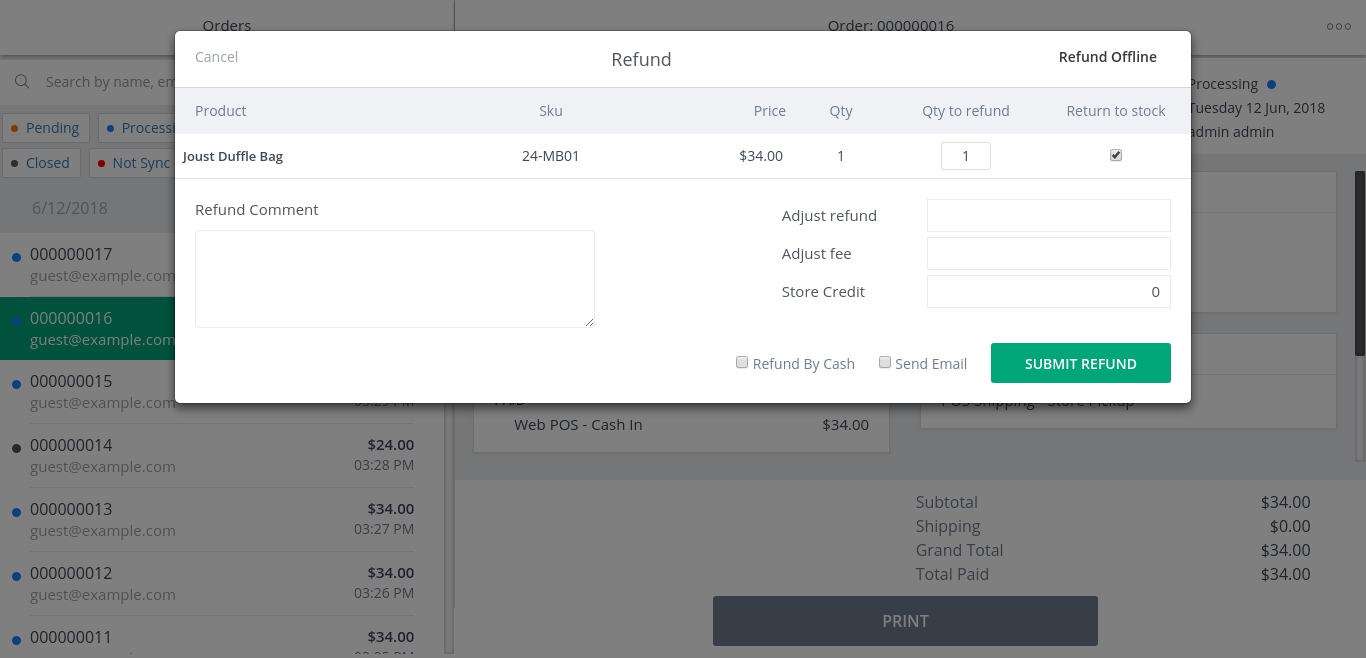 Orders
Order: 000000016
Cancel
Refund
Refund Offline
Search by name, em
Processing
Tuesday 12 Jun, 2018
admin admin
Pending
Processi
Closed
Not Sync
Product Sku Price Qty Qty to refund Return to stock
Joust Duffle Bag 24-MB01 $34.00 1 1
6/12/2018
Refund Comment
Adjust refund
Adjust fee
Store Credit 0
Refund By Cash
Send Email
SUBMIT REFUND
000000017
guest@example.com
000000016
guest@example.com
000000015
guest@example.com
000000014 $24.00
guest@example.com 03:28 PM
000000013 $34.00
guest@example.com 03:27 PM
000000012 $34.00
guest@example.com 03:26 PM
000000011 $34.00
POS Shipping - Store Pickup
Web POS - Cash In $34.00
Subtotal $34.00
Shipping $0.00
Grand Total $34.00
Total Paid $34.00
PRINT